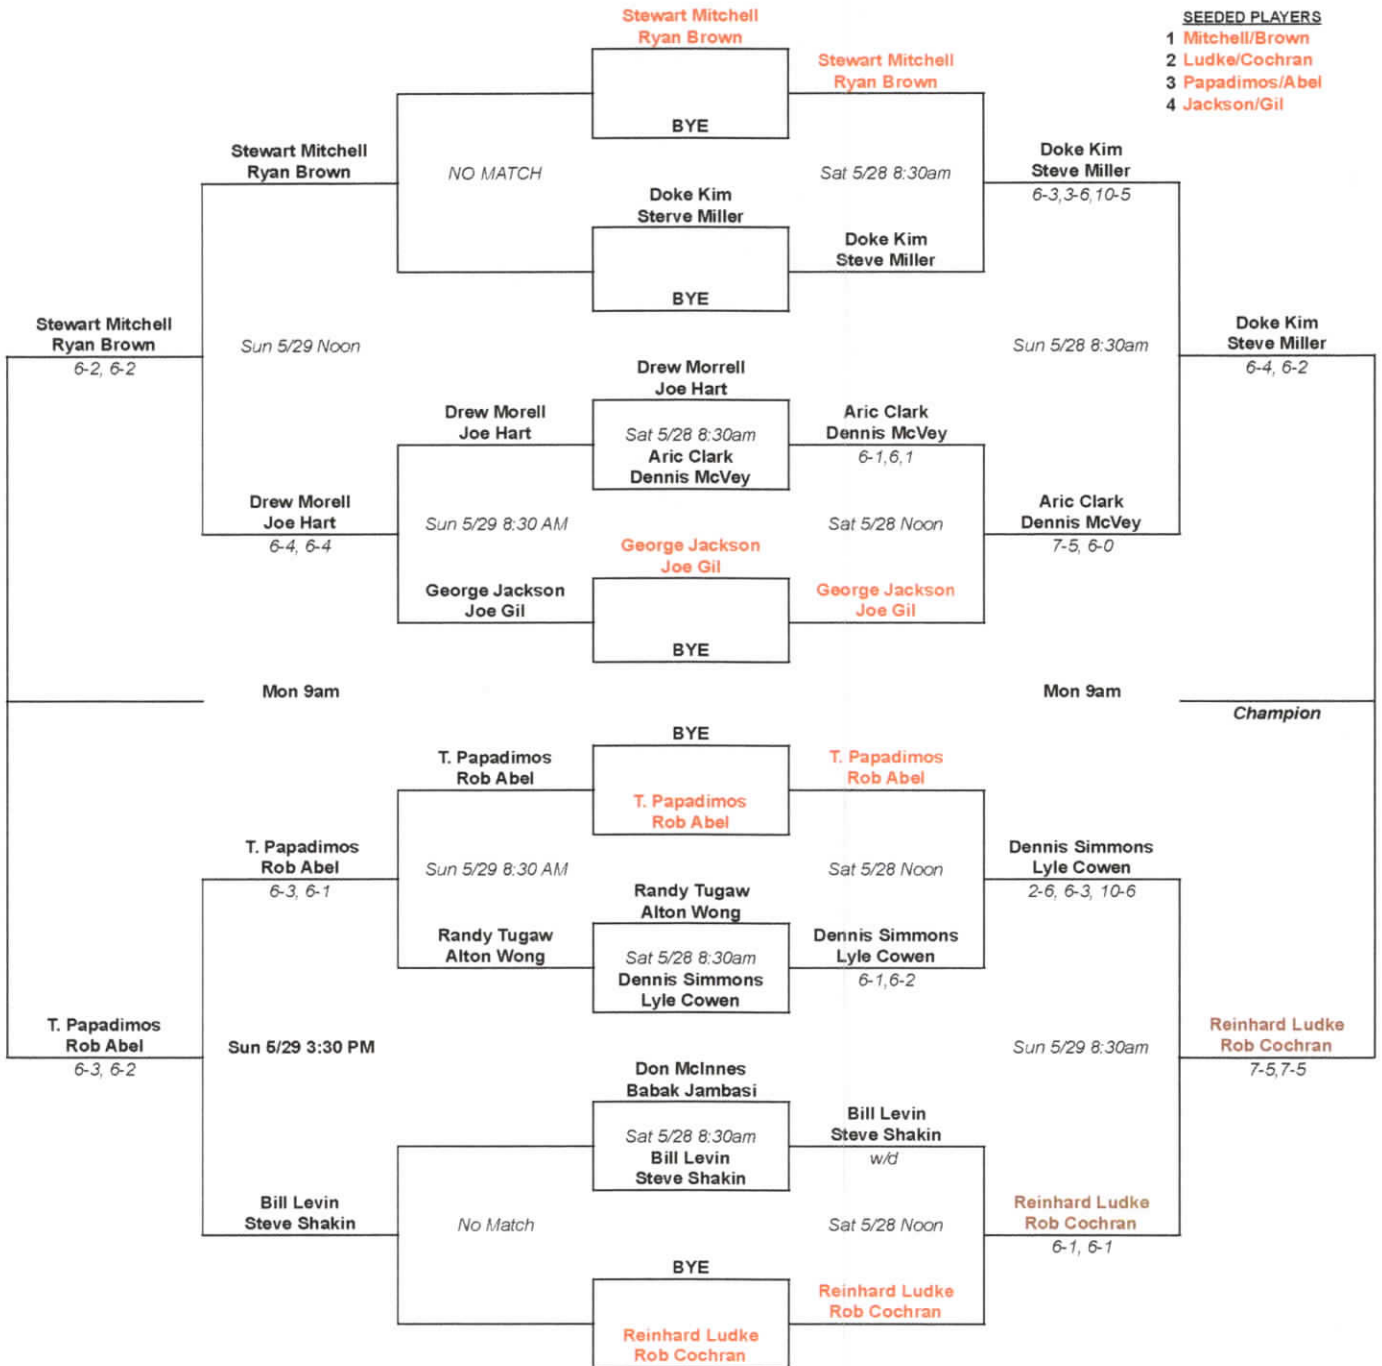 Stewart Mitchell
Ryan Brown
SEEDED PLAYERS
1 Mitchell/Brown
2 Ludke/Cochran
3 Papadimos/Abel
4 Jackson/Gil
Stewart Mitchell
Ryan Brown
BYE
Stewart Mitchell
Ryan Brown
NO MATCH
Sat 5/28 8:30am
Doke Kim
Steve Miller
6-3,3-6,10-5
Doke Kim
Sterve Miller
Doke Kim
Steve Miller
BYE
Stewart Mitchell
Ryan Brown
6-2, 6-2
Sun 5/29 Noon
Sun 5/28 8:30am
Doke Kim
Steve Miller
6-4, 6-2
Drew Morrell
Joe Hart
Drew Morell
Joe Hart
Sat 5/28 8:30am
Aric Clark
Dennis McVey
Aric Clark
Dennis McVey
6-1,6,1
Drew Morell
Joe Hart
6-4, 6-4
Sun 5/29 8:30 AM
Sat 5/28 Noon
Aric Clark
Dennis McVey
7-5, 6-0
George Jackson
Joe Gil
George Jackson
Joe Gil
George Jackson
Joe Gil
BYE
Mon 9am
Mon 9am
Champion
BYE
T. Papadimos
Rob Abel
T. Papadimos
Rob Abel
T. Papadimos
Rob Abel
T. Papadimos
Rob Abel
6-3, 6-1
Sun 5/29 8:30 AM
Sat 5/28 Noon
Dennis Simmons
Lyle Cowen
2-6, 6-3, 10-6
Randy Tugaw
Alton Wong
Randy Tugaw
Alton Wong
Sat 5/28 8:30am
Dennis Simmons
Lyle Cowen
Dennis Simmons
Lyle Cowen
6-1,6-2
T. Papadimos
Rob Abel
6-3, 6-2
Sun 5/29 3:30 PM
Sun 5/29 8:30am
Reinhard Ludke
Rob Cochran
7-5,7-5
Don McInnes
Babak Jambasi
Sat 5/28 8:30am
Bill Levin
Steve Shakin
Bill Levin
Steve Shakin
w/d
Bill Levin
Steve Shakin
No Match
Sat 5/28 Noon
Reinhard Ludke
Rob Cochran
6-1, 6-1
BYE
Reinhard Ludke
Rob Cochran
Reinhard Ludke
Rob Cochran